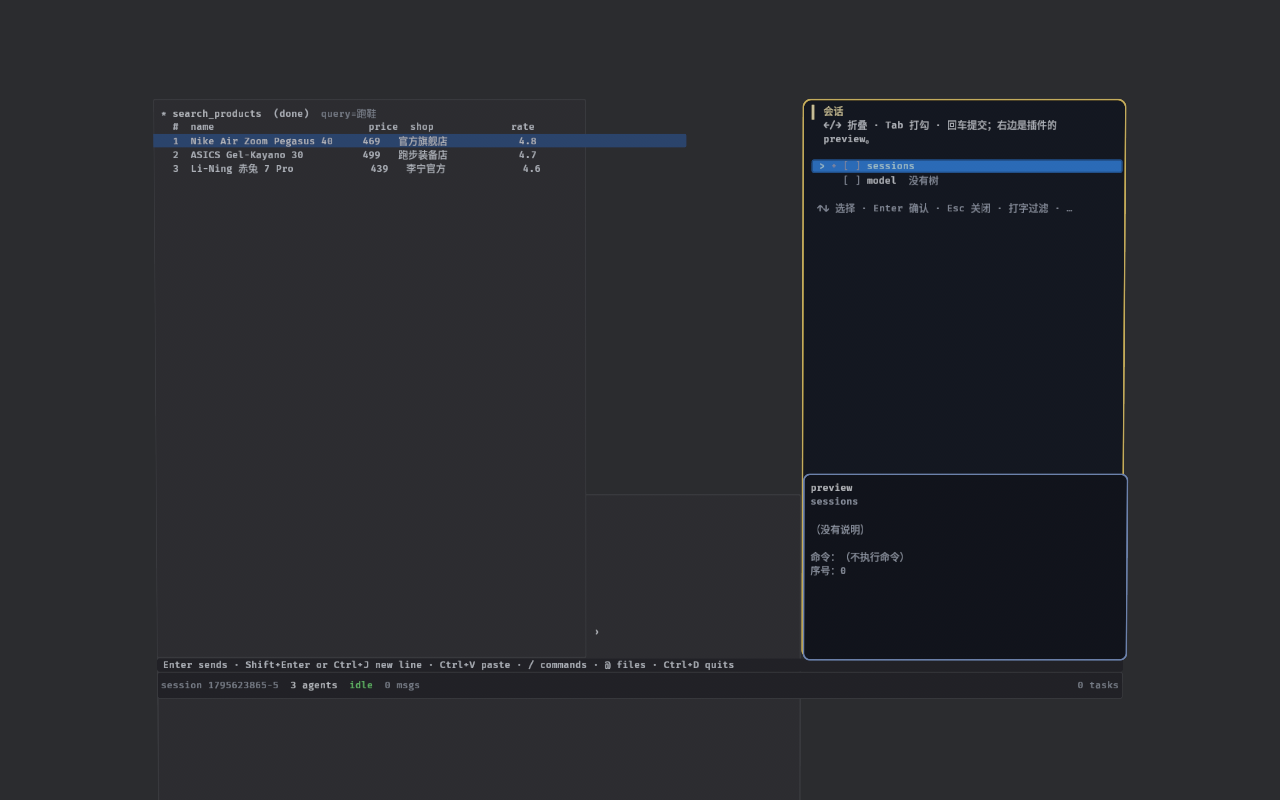 * search_products (done) query=跑鞋
# name price shop rate
1 Nike Air Zoom Pegasus 40 469 官方旗舰店 4.8
2 ASICS Gel-Kayano 30 499 跑步装备店 4.7
3 Li-Ning 赤兔 7 Pro 439 李宁官方 4.6
会话
←/→ 折叠 · Tab 打勾 · 回车提交; 右边是插件的
preview。
> ▾ [ ] sessions
[ ] model 没有树
↑↓ 选择 · Enter 确认 · Esc 关闭 · 打字过滤 · …
preview
sessions
(没有说明)
命令: (不执行命令)
序号: 0
›
Enter sends · Shift+Enter or Ctrl+J new line · Ctrl+V paste · / commands · @ files · Ctrl+D quits
session 1795623865-5 3 agents idle 0 msgs 0 tasks